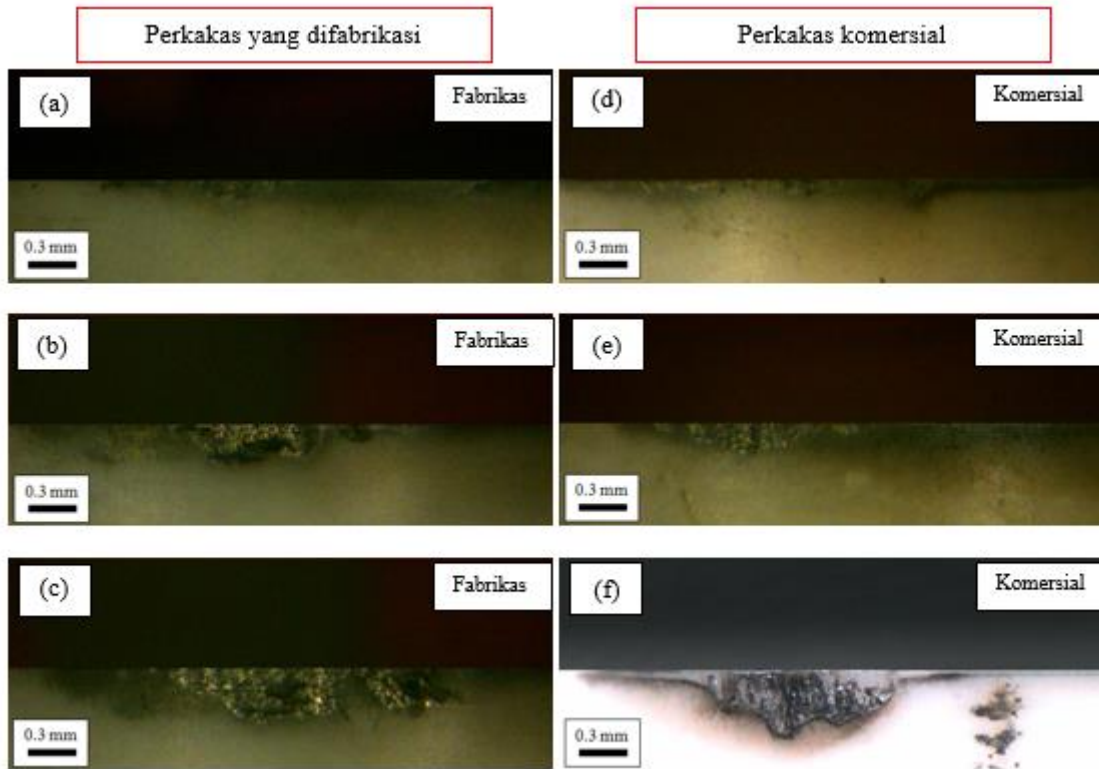 Perkakas yang difabrikasi
Perkakas komersial
(a)
Fabrikas
(d)
Komersial
0.3 mm
0.3 mm
(b)
Fabrikas
(e)
Komersial
0.3 mm
0.3 mm
(c)
Fabrikas
(f)
Komersial
0.3 mm
0.3 mm